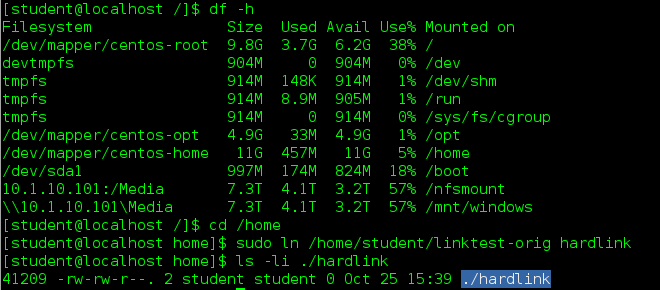 [student@localhost /]$ df -h
Filesystem Size Used Avail Use% Mounted on
/dev/mapper/centos-root 9.8G 3.7G 6.2G 38% /
devtmpfs 904M 0 904M 0% /dev
tmpfs 914M 148K 914M 1% /dev/shm
tmpfs 914M 8.9M 905M 1% /run
tmpfs 914M 0 914M 0% /sys/fs/cgroup
/dev/mapper/centos-opt 4.9G 33M 4.9G 1% /opt
/dev/mapper/centos-home 11G 457M 11G 5% /home
/dev/sda1 997M 174M 824M 18% /boot
10.1.10.101:/Media 7.3T 4.1T 3.2T 57% /nfsmount
\\10.1.10.101\Media 7.3T 4.1T 3.2T 57% /mnt/windows
[student@localhost /]$ cd /home
[student@localhost home]$ sudo ln /home/student/linktest-orig hardlink
[student@localhost home]$ ls -li ./hardlink
41209 -rw-rw-r--. 2 student student 0 Oct 25 15:39 ./hardlink